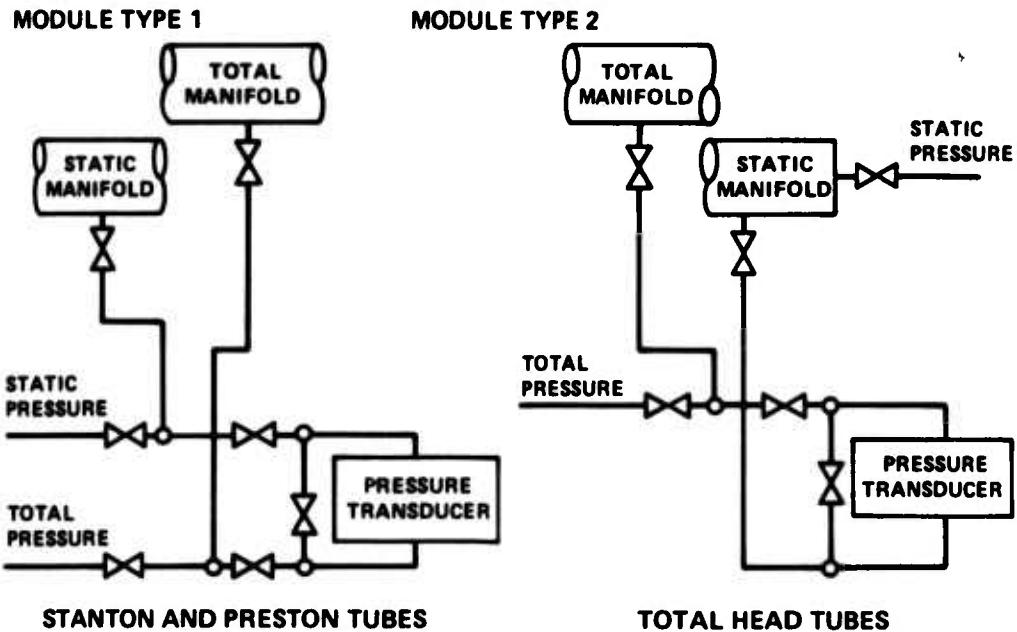 MODULE TYPE 1
TOTAL
MANIFOLD
STATIC
MANIFOLD
STATIC
PRESSURE
TOTAL
PRESSURE
PRESSURE
TRANSDUCER
STANTON AND PRESTON TUBES
MODULE TYPE 2
TOTAL
MANIFOLD
STATIC
MANIFOLD
STATIC
PRESSURE
TOTAL
PRESSURE
PRESSURE
TRANSDUCER
TOTAL HEAD TUBES